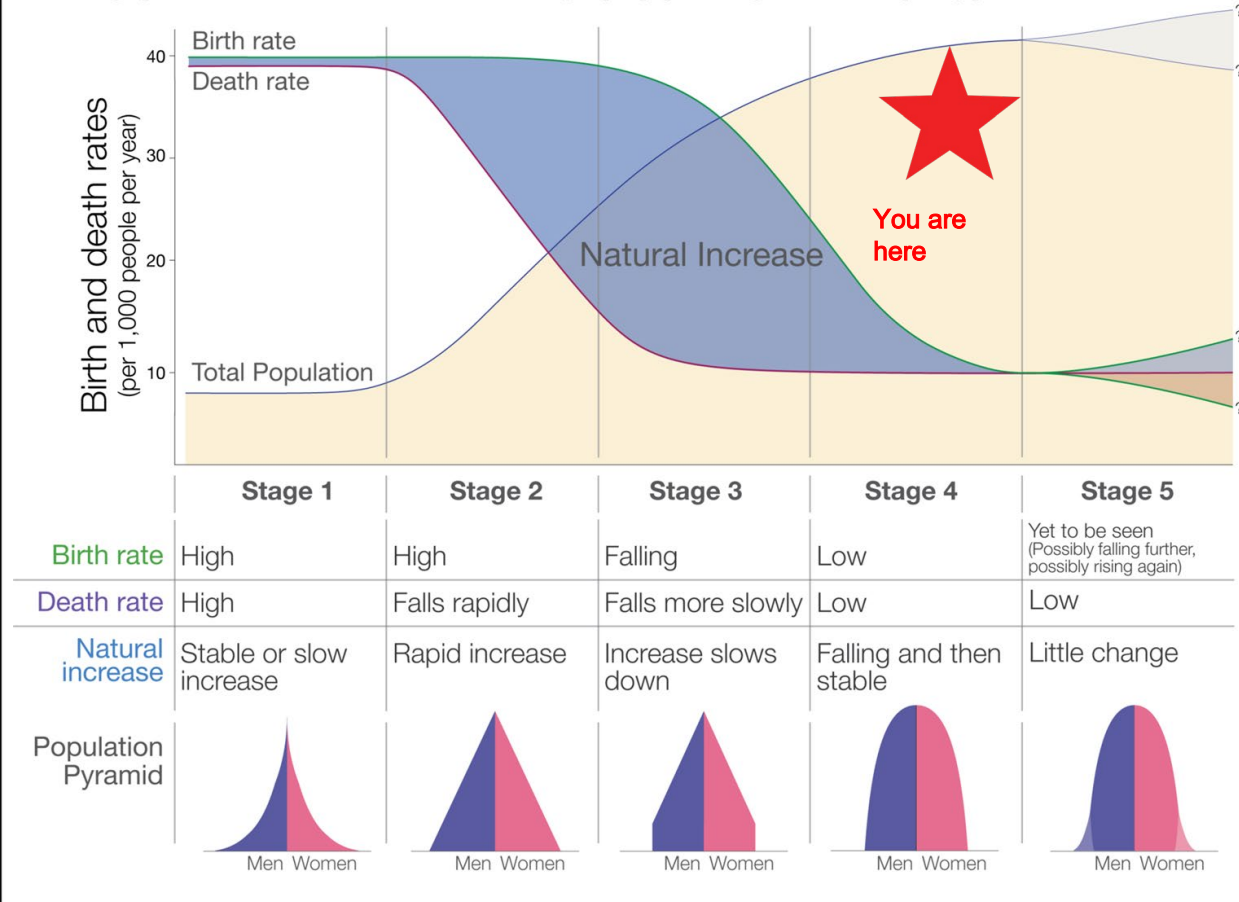 Birth rate
Death rate
40
30
20
10
Birth and death rates
(per 1,000 people per year)
Total Population
Natural Increase
You are
here
?
?
?
?
Stage 1
Stage 2
Stage 3
Stage 4
Stage 5
Birth rate
High
High
Falling
Low
Yet to be seen
(Possibly falling further,
possibly rising again)
Death rate
High
Falls rapidly
Falls more slowly
Low
Low
Natural
increase
Stable or slow
increase
Rapid increase
Increase slows
down
Falling and then
stable
Little change
Population
Pyramid
Men Women
Men Women
Men Women
Men Women
Men Women